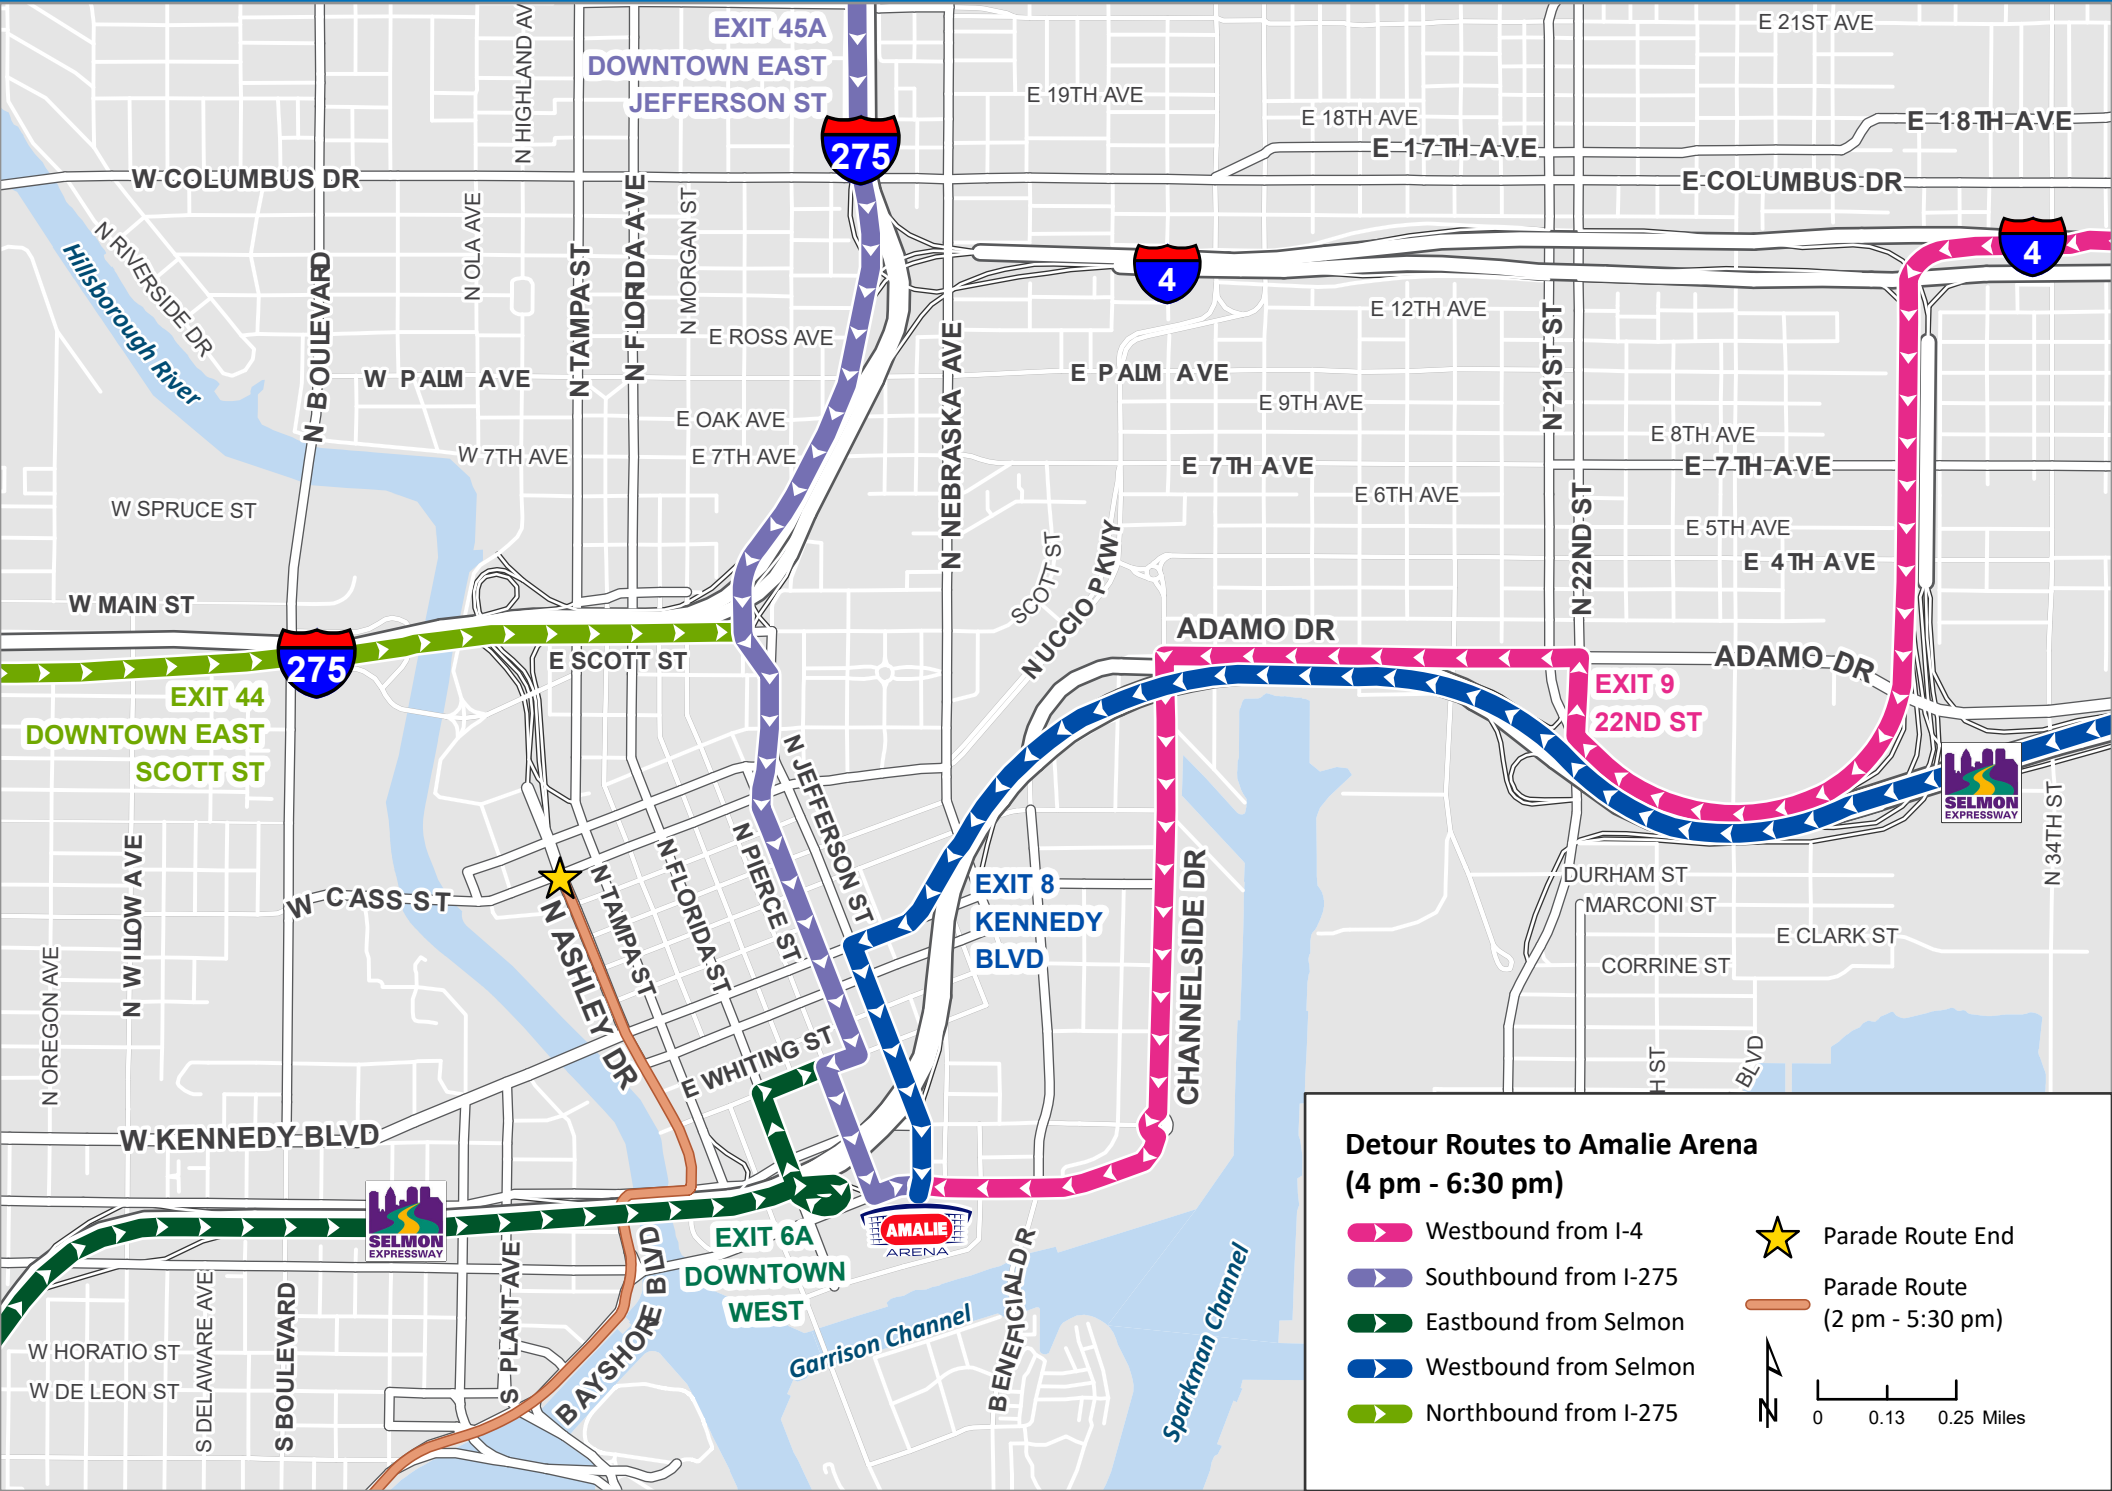 EXIT 45A
DOWNTOWN EAST
JEFFERSON ST
275
N HIGHLAND AV
E 21ST AVE
E 19TH AVE
E 18TH AVE
E 18TH AVE
E 17TH AVE
W COLUMBUS DR
E COLUMBUS DR
N RIVERSIDE DR
Hillsborough River
N OLA AVE
N BOULEVARD
N TAMPA ST
N FLORIDA AVE
N MORGAN ST
4
4
E ROSS AVE
E 12TH AVE
N 21ST ST
N NEBRASKA AVE
W PALM AVE
E PALM AVE
E 9TH AVE
E OAK AVE
E 8TH AVE
W 7TH AVE
E 7TH AVE
E 7TH AVE
E 7TH AVE
E 6TH AVE
W SPRUCE ST
N 22ND ST
E 5TH AVE
SCOTT ST
NUCCIO PKWY
E 4TH AVE
W MAIN ST
275
E SCOTT ST
ADAMO DR
ADAMO DR
EXIT 44
DOWNTOWN EAST
SCOTT ST
EXIT 9
22ND ST
N JEFFERSON ST
SELMON
EXPRESSWAY
N 34TH ST
N PIERCE ST
N FLORIDA ST
N TAMPA ST
N WILLOW AVE
W CASS ST
EXIT 8
KENNEDY
BLVD
CHANNELSIDE DR
DURHAM ST
MARCONI ST
E CLARK ST
CORRINE ST
N ASHLEY DR
N OREGON AVE
E WHITING ST
H ST
BLVD
W KENNEDY BLVD
SELMON
EXPRESSWAY
AMALIE
ARENA
EXIT 6A
DOWNTOWN
WEST
S PLANT AVE
BAYSHORE BLVD
S DELAWARE AVE
S BOULEVARD
W HORATIO ST
W DE LEON ST
Garrison Channel
BENEFICIAL DR
Sparkman Channel
Detour Routes to Amalie Arena
(4 pm - 6:30 pm)
Westbound from I-4
Southbound from I-275
Eastbound from Selmon
Westbound from Selmon
Northbound from I-275
Parade Route End
Parade Route
(2 pm - 5:30 pm)
N
0 0.13 0.25 Miles